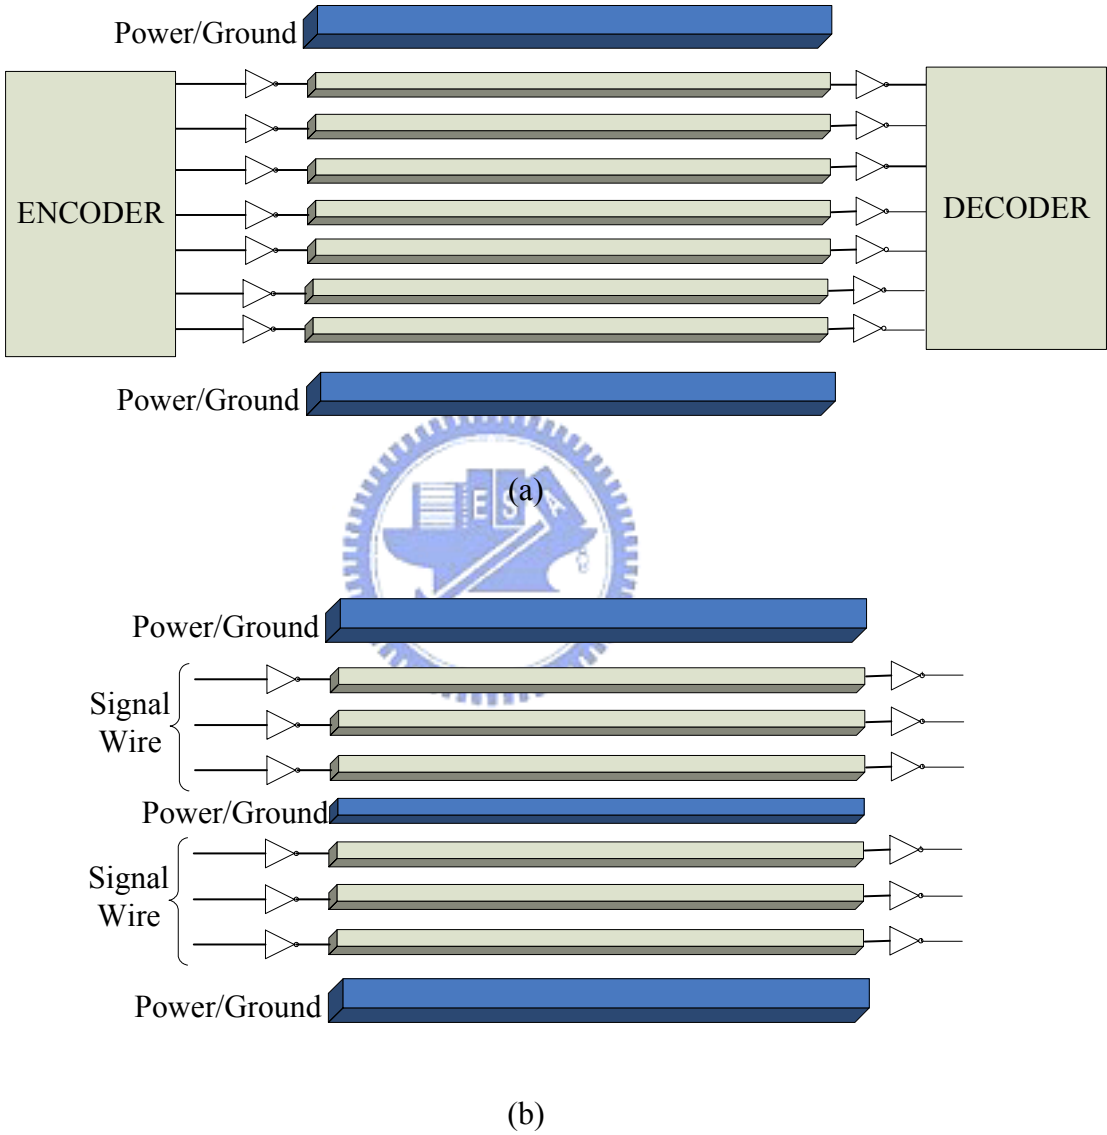 Power/Ground
ENCODER
DECODER
Power/Ground
(a)
E S A
Power/Ground
Signal
Wire
Power/Ground
Signal
Wire
Power/Ground
(b)